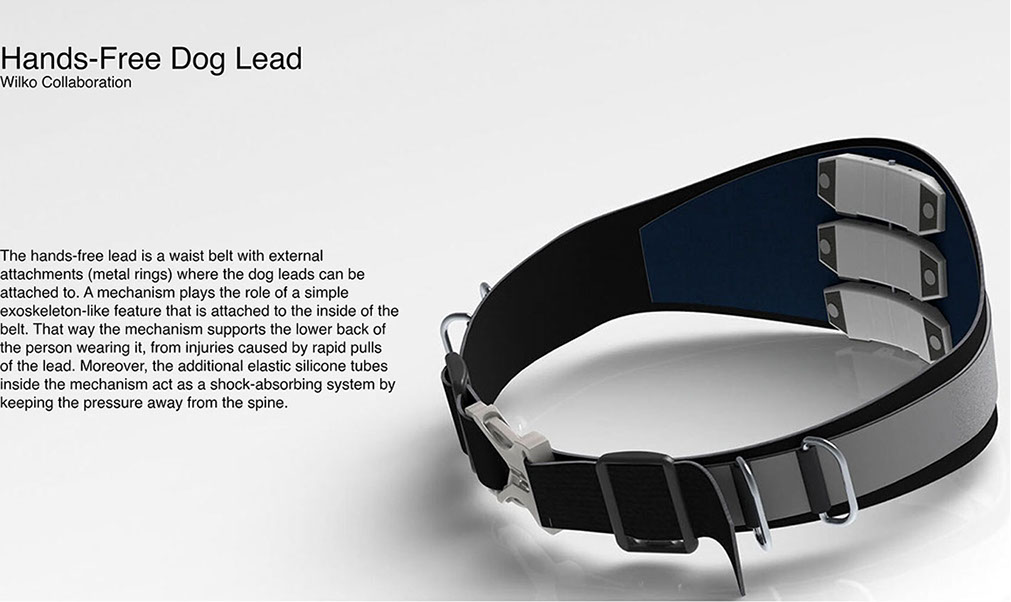 Hands-Free Dog Lead
Wilko Collaboration
The hands-free lead is a waist belt with external
attachments (metal rings) where the dog leads can be
attached to. A mechanism plays the role of a simple
exoskeleton-like feature that is attached to the inside of the
belt. That way the mechanism supports the lower back of
the person wearing it, from injuries caused by rapid pulls
of the lead. Moreover, the additional elastic silicone tubes
inside the mechanism act as a shock-absorbing system by
keeping the pressure away from the spine.